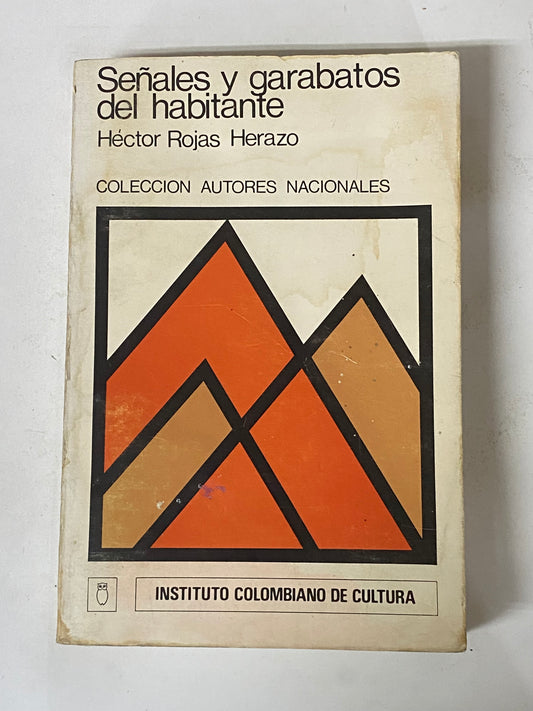 Señales y garabatos
del habitante
Héctor Rojas Herazo
COLECCION AUTORES NACIONALES
INSTITUTO COLOMBIANO DE CULTURA